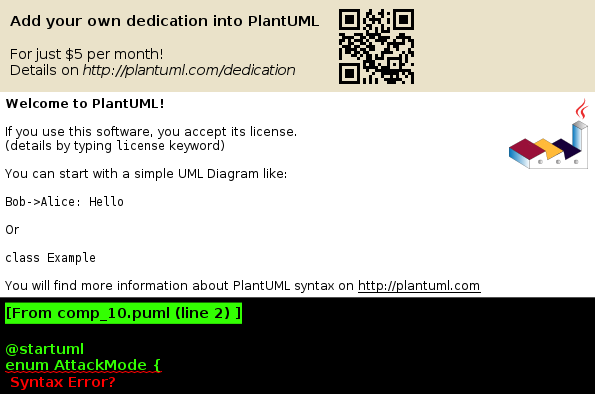 Add your own dedication into PlantUML
For just $5 per month!
Details on http://plantuml.com/dedication
Welcome to PlantUML!
If you use this software, you accept its license.
(details by typing license keyword)
You can start with a simple UML Diagram like:
Bob->Alice: Hello
Or
class Example
You will find more information about PlantUML syntax on http://plantuml.com
[From comp_10.puml (line 2) ]
@startuml
enum AttackMode {
Syntax Error?